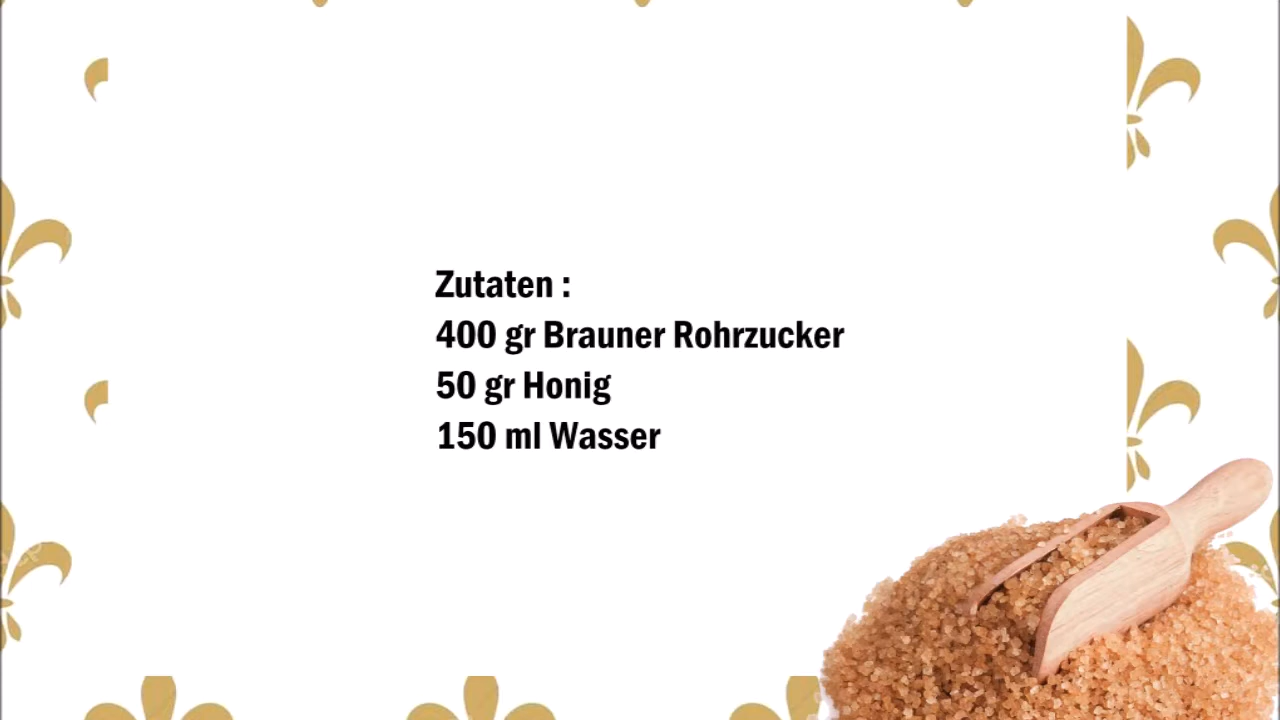 Zutaten :
400 gr Brauner Rohrzucker
50 gr Honig
150 ml Wasser